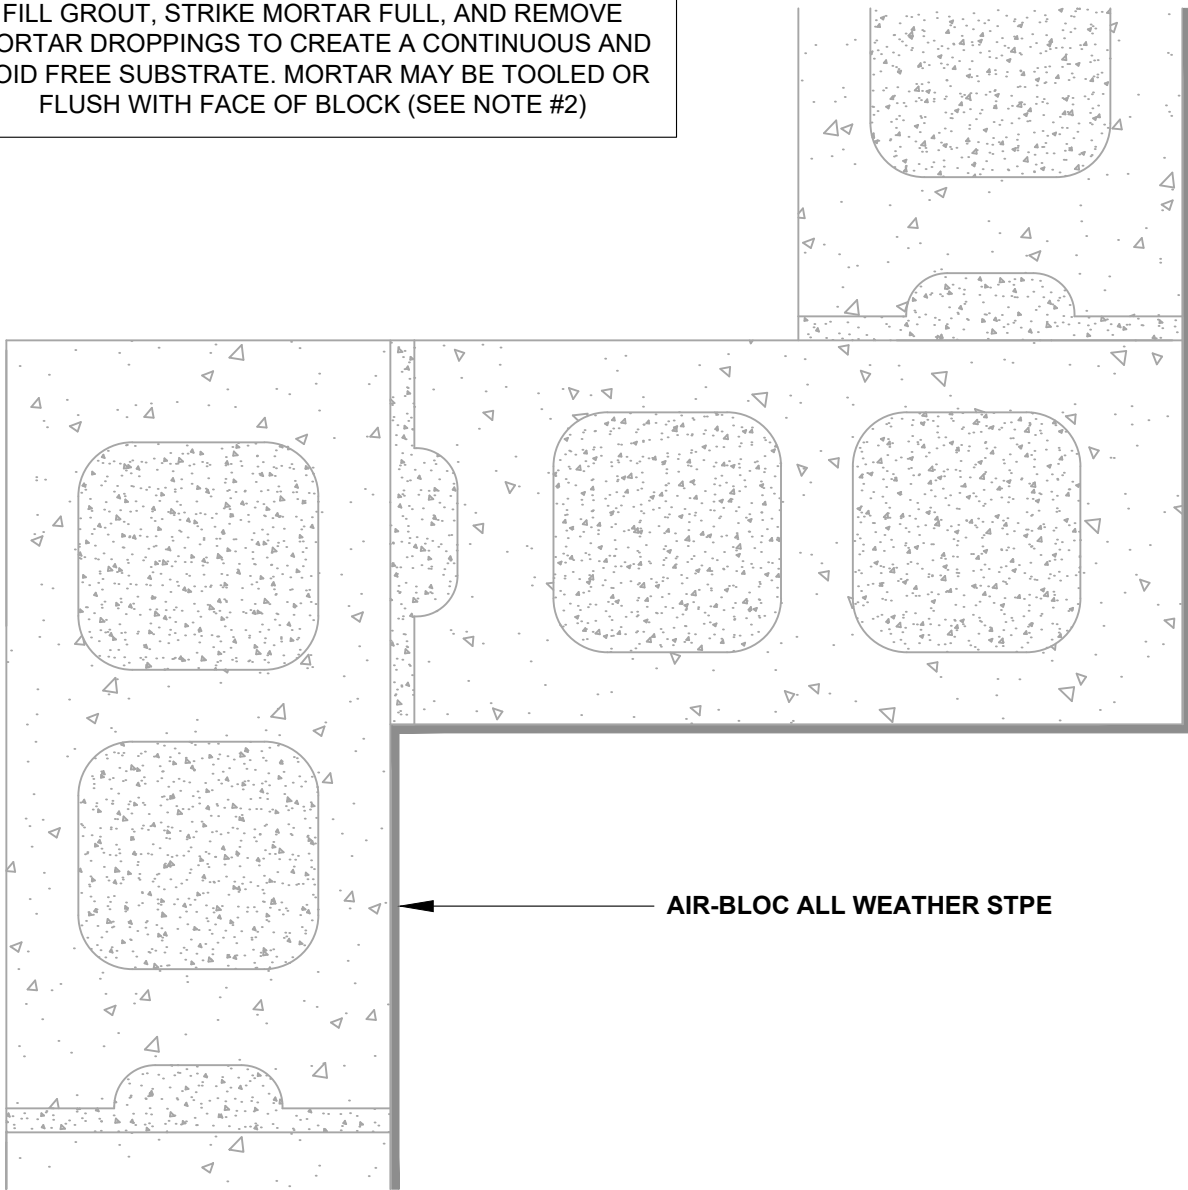 FILL GROUT, STRIKE MORTAR FULL, AND REMOVE
ORTAR DROPPINGS TO CREATE A CONTINUOUS AND
OID FREE SUBSTRATE. MORTAR MAY BE TOOLED OR
FLUSH WITH FACE OF BLOCK (SEE NOTE #2)
AIR-BLOC ALL WEATHER STPE